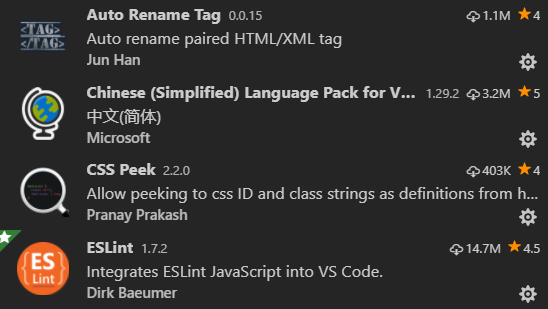 <TAG> Auto Rename Tag 0.0.15 1.1M 4
</TAG> Auto rename paired HTML/XML tag
Jun Han
Chinese (Simplified) Language Pack for V... 1.29.2 3.2M 5
中文(简体)
Microsoft
CSS Peek 2.2.0 403K 4
Allow peeking to css ID and class strings as definitions from h...
Pranay Prakash
ESLint 1.7.2 14.7M 4.5
{ES Integrates ESLint JavaScript into VS Code.
Lint} Dirk Baeumer